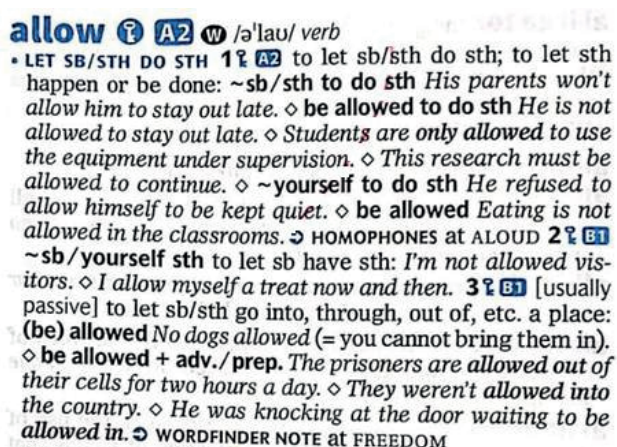 allow A2 W /əˈlaʊ/ verb
• LET SB/STH DO STH 1 A2 to let sb/sth do sth; to let sth
happen or be done: ~sb/sth to do sth His parents won't
allow him to stay out late. ◇ be allowed to do sth He is not
allowed to stay out late. ◇ Students are only allowed to use
the equipment under supervision. ◇ This research must be
allowed to continue. ◇ ~yourself to do sth He refused to
allow himself to be kept quiet. ◇ be allowed Eating is not
allowed in the classrooms. ➲ HOMOPHONES at ALOUD 2 B1
~sb/yourself sth to let sb have sth: I'm not allowed vis-
itors. ◇ I allow myself a treat now and then. 3 B1 [usually
passive] to let sb/sth go into, through, out of, etc. a place:
(be) allowed No dogs allowed (= you cannot bring them in).
◇ be allowed + adv./prep. The prisoners are allowed out of
their cells for two hours a day. ◇ They weren't allowed into
the country. ◇ He was knocking at the door waiting to be
allowed in. ➲ WORDFINDER NOTE at FREEDOM